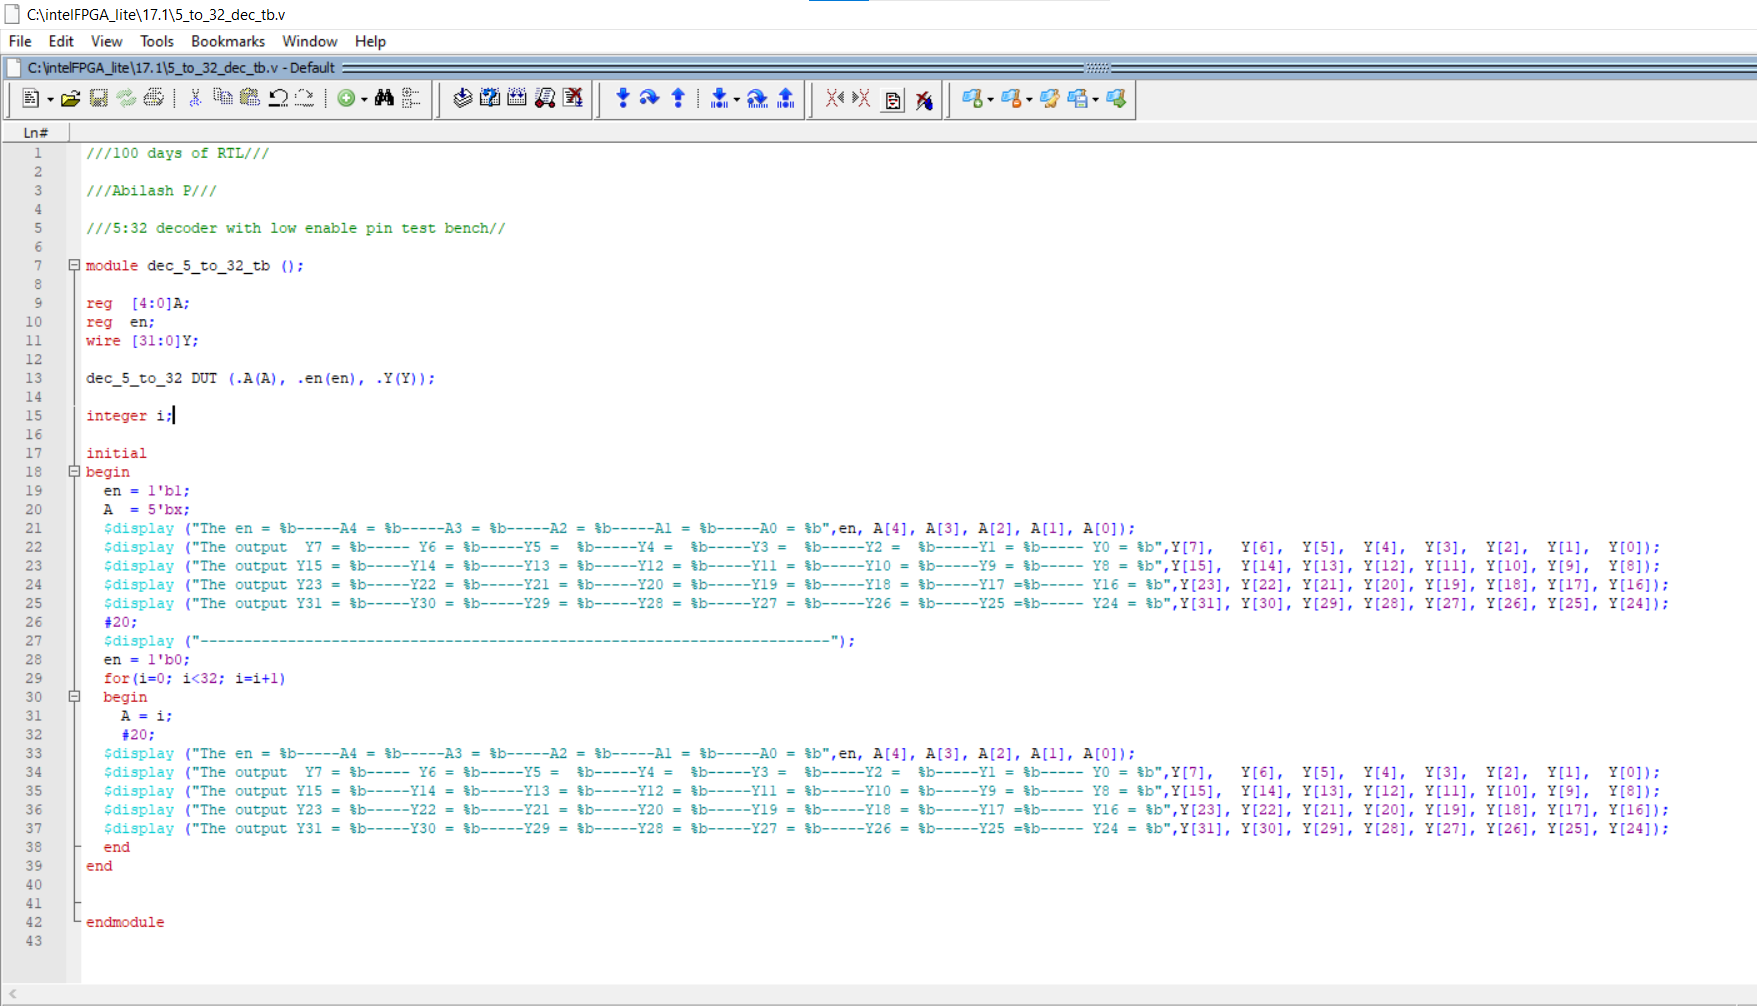 C:\intelFPGA_lite\17.1\5_to_32_dec_tb.v
File Edit View Tools Bookmarks Window Help
C:\intelFPGA_lite\17.1\5_to_32_dec_tb.v - Default
Ln#
1 ///100 days of RTL///
2
3 ///Abilash P///
4
5 ///5:32 decoder with low enable pin test bench//
6
7 module dec_5_to_32_tb ();
8
9 reg  [4:0]A;
10 reg  en;
11 wire [31:0]Y;
12
13 dec_5_to_32 DUT (.A(A), .en(en), .Y(Y));
14
15 integer i;
16
17 initial
18 begin
19   en = 1'b1;
20   A  = 5'bx;
21   $display ("The en = %b-----A4 = %b-----A3 = %b-----A2 = %b-----A1 = %b-----A0 = %b",en, A[4], A[3], A[2], A[1], A[0]);
22   $display ("The output  Y7 = %b----- Y6 = %b-----Y5 =  %b-----Y4 =  %b-----Y3 =  %b-----Y2 =  %b-----Y1 = %b----- Y0 = %b",Y[7],   Y[6],  Y[5],  Y[4],  Y[3],  Y[2],  Y[1],  Y[0]);
23   $display ("The output Y15 = %b-----Y14 = %b-----Y13 = %b-----Y12 = %b-----Y11 = %b-----Y10 = %b-----Y9 = %b----- Y8 = %b",Y[15],  Y[14], Y[13], Y[12], Y[11], Y[10], Y[9],  Y[8]);
24   $display ("The output Y23 = %b-----Y22 = %b-----Y21 = %b-----Y20 = %b-----Y19 = %b-----Y18 = %b-----Y17 =%b----- Y16 = %b",Y[23], Y[22], Y[21], Y[20], Y[19], Y[18], Y[17], Y[16]);
25   $display ("The output Y31 = %b-----Y30 = %b-----Y29 = %b-----Y28 = %b-----Y27 = %b-----Y26 = %b-----Y25 =%b----- Y24 = %b",Y[31], Y[30], Y[29], Y[28], Y[27], Y[26], Y[25], Y[24]);
26   #20;
27   $display ("------------------------------------------------------------------------");
28   en = 1'b0;
29   for(i=0; i<32; i=i+1)
30   begin
31     A = i;
32     #20;
33   $display ("The en = %b-----A4 = %b-----A3 = %b-----A2 = %b-----A1 = %b-----A0 = %b",en, A[4], A[3], A[2], A[1], A[0]);
34   $display ("The output  Y7 = %b----- Y6 = %b-----Y5 =  %b-----Y4 =  %b-----Y3 =  %b-----Y2 =  %b-----Y1 = %b----- Y0 = %b",Y[7],   Y[6],  Y[5],  Y[4],  Y[3],  Y[2],  Y[1],  Y[0]);
35   $display ("The output Y15 = %b-----Y14 = %b-----Y13 = %b-----Y12 = %b-----Y11 = %b-----Y10 = %b-----Y9 = %b----- Y8 = %b",Y[15],  Y[14], Y[13], Y[12], Y[11], Y[10], Y[9],  Y[8]);
36   $display ("The output Y23 = %b-----Y22 = %b-----Y21 = %b-----Y20 = %b-----Y19 = %b-----Y18 = %b-----Y17 =%b----- Y16 = %b",Y[23], Y[22], Y[21], Y[20], Y[19], Y[18], Y[17], Y[16]);
37   $display ("The output Y31 = %b-----Y30 = %b-----Y29 = %b-----Y28 = %b-----Y27 = %b-----Y26 = %b-----Y25 =%b----- Y24 = %b",Y[31], Y[30], Y[29], Y[28], Y[27], Y[26], Y[25], Y[24]);
38   end
39 end
40
41
42 endmodule
43